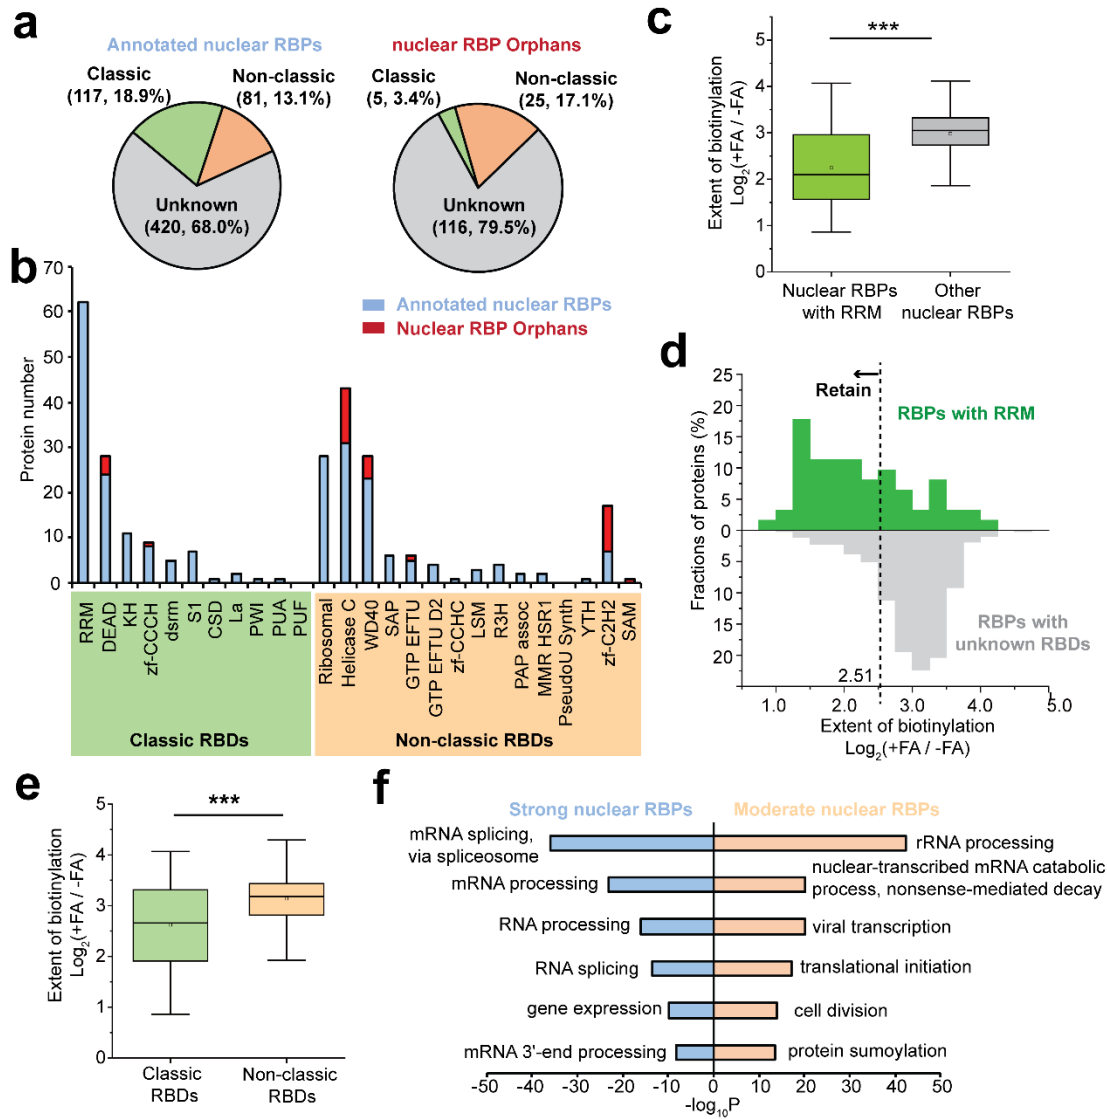 a
Annotated nuclear RBPs
nuclear RBP Orphans
Classic
(117, 18.9%)
Non-classic
(81, 13.1%)
Unknown
(420, 68.0%)
Classic
(5, 3.4%)
Non-classic
(25, 17.1%)
Unknown
(116, 79.5%)
b
Protein number
70
60
50
40
30
20
10
0
Annotated nuclear RBPs
Nuclear RBP Orphans
RRM
DEAD
KH
zf-CCCH
dsrm
S1
CSD
La
PWI
PUA
PUF
Ribosomal
Helicase C
WD40
SAP
GTP EFTU
GTP EFTU D2
zf-CCHC
LSM
R3H
PAP assoc
MMR HSR1
PseudoU Synth
YTH
zf-C2H2
SAM
Classic RBDs
Non-classic RBDs
c
Extent of biotinylation
Log2(+FA / -FA)
5
4
3
2
1
0
***
Nuclear RBPs
with RRM
Other
nuclear RBPs
d
Fractions of proteins (%)
25
20
15
10
5
0
5
10
15
20
Retain
RBPs with RRM
RBPs with
unknown RBDs
2.51
1.0
2.0
3.0
4.0
5.0
Extent of biotinylation
Log2(+FA / -FA)
e
Extent of biotinylation
Log2(+FA / -FA)
5
4
3
2
1
0
***
Classic
RBDs
Non-classic
RBDs
f
Strong nuclear RBPs
Moderate nuclear RBPs
mRNA splicing,
via spliceosome
rRNA processing
mRNA processing
nuclear-transcribed mRNA catabolic
process, nonsense-mediated decay
RNA processing
viral transcription
RNA splicing
translational initiation
gene expression
cell division
mRNA 3'-end processing
protein sumoylation
-50 -40 -30 -20 -10 0 10 20 30 40 50
-log10P